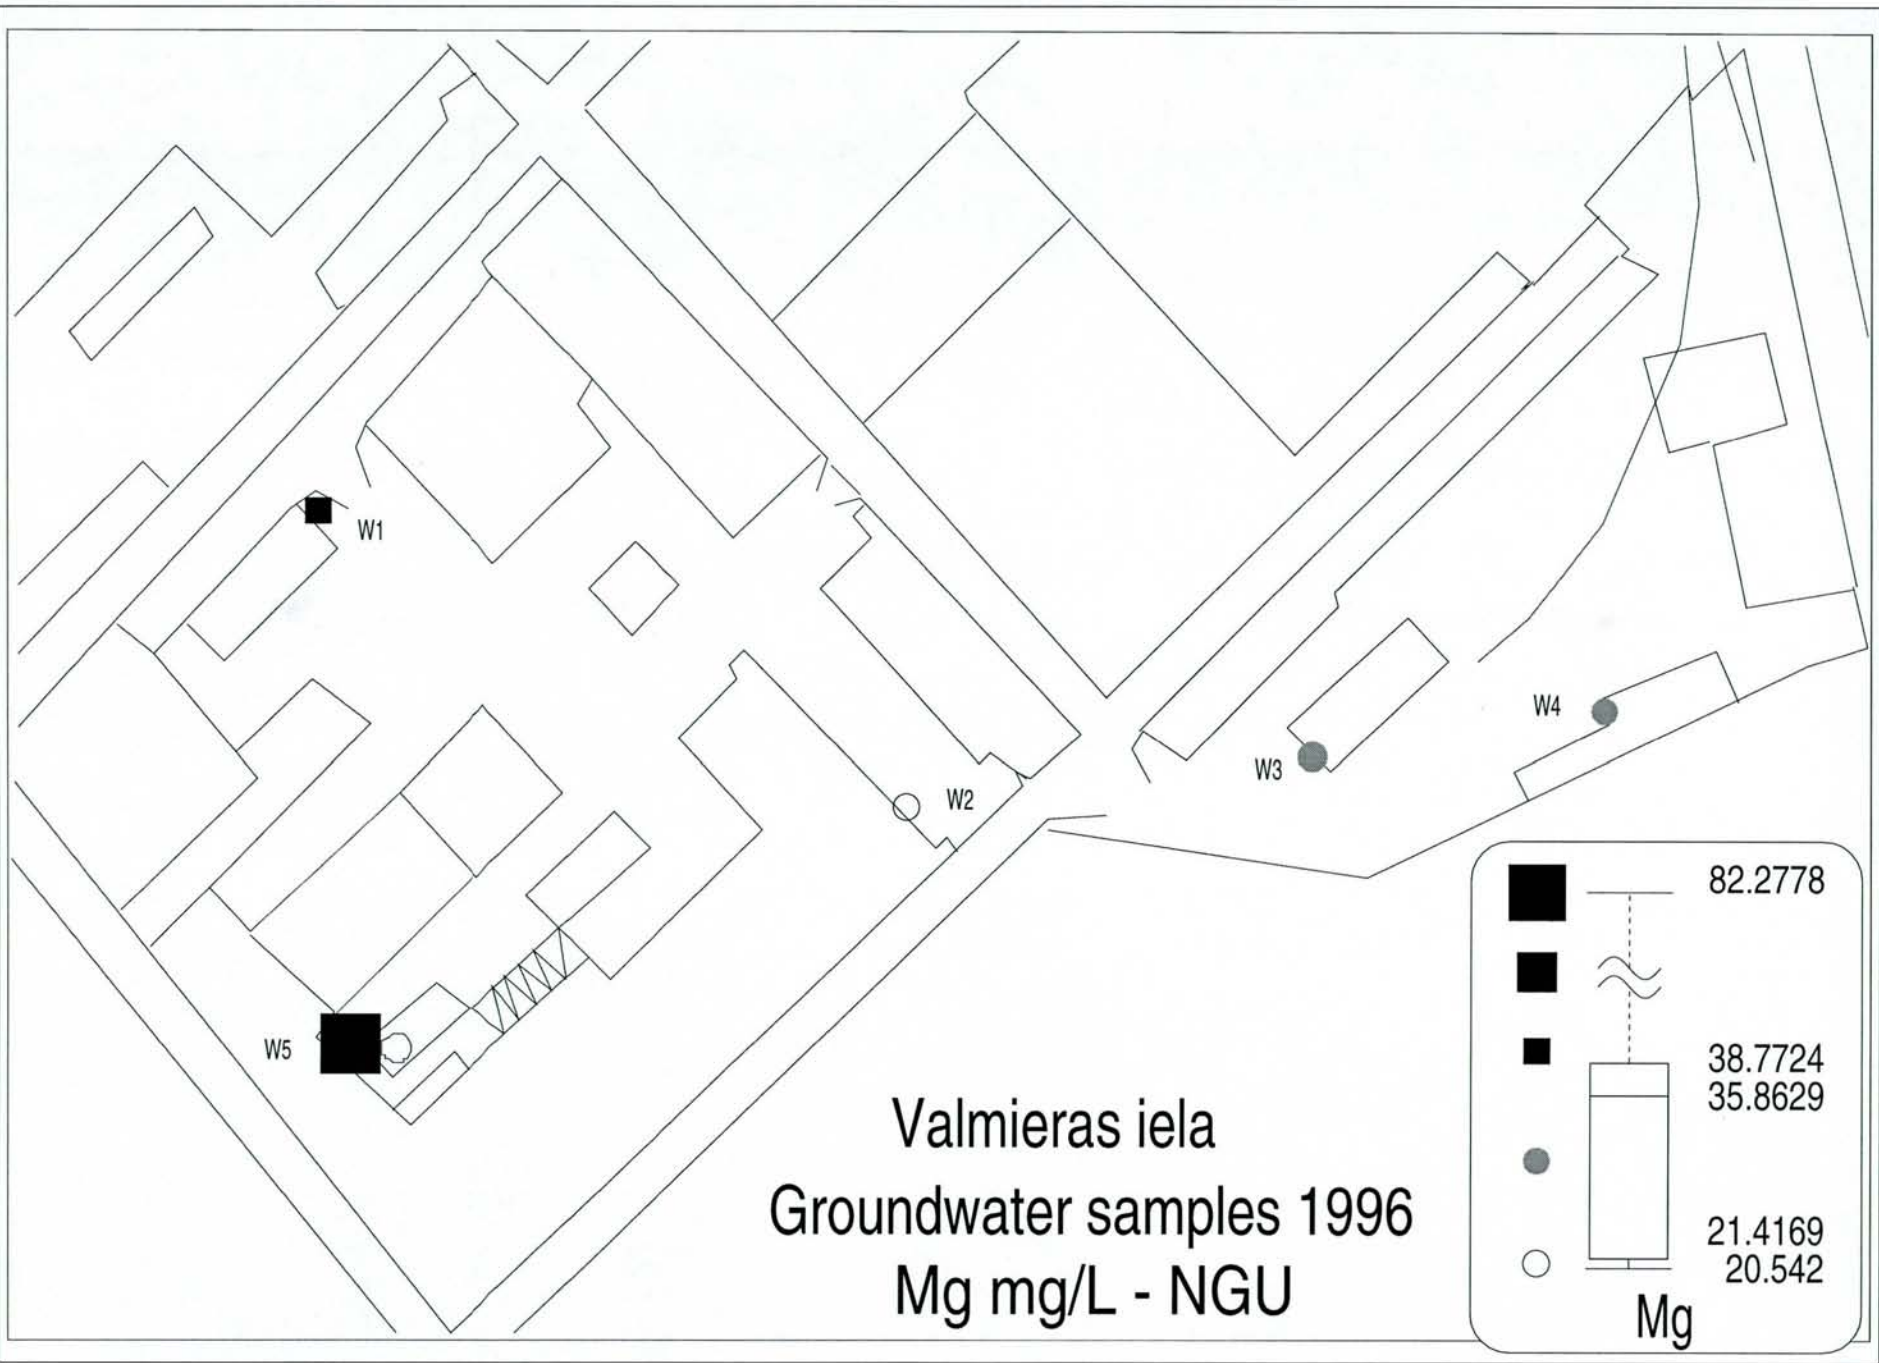 W1
W2
W3
W4
W5
Valmieras iela
Groundwater samples 1996
Mg mg/L - NGU
82.2778
38.7724
35.8629
21.4169
20.542
Mg